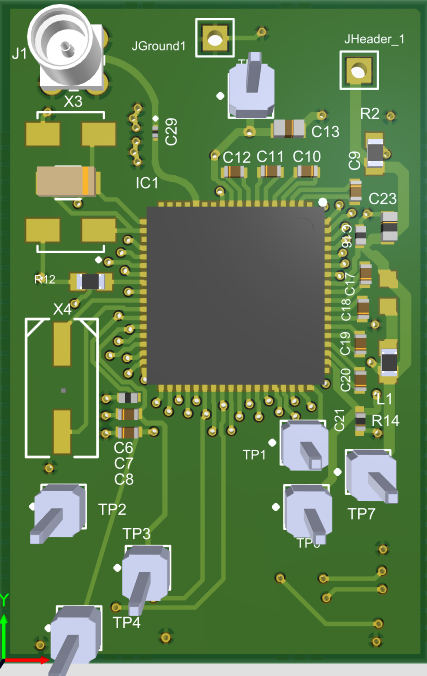 J1
JGround1
JHeader_1
X3
C29
R2
C13
C9
C12
C11
C10
IC1
C23
R12
C17
X4
C18
C19
C20
L1
C21
R14
C6
C7
C8
TP1
TP2
TP7
TP3
TP4
Y